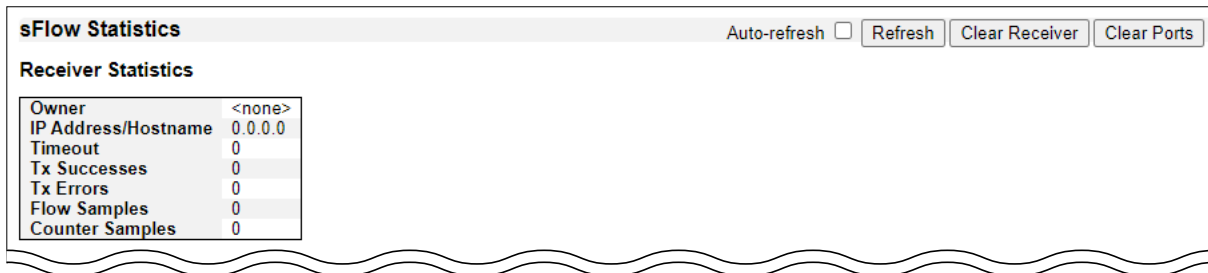 sFlow Statistics Auto-refresh Refresh Clear Receiver Clear Ports
Receiver Statistics
Owner <none>
IP Address/Hostname 0.0.0.0
Timeout 0
Tx Successes 0
Tx Errors 0
Flow Samples 0
Counter Samples 0